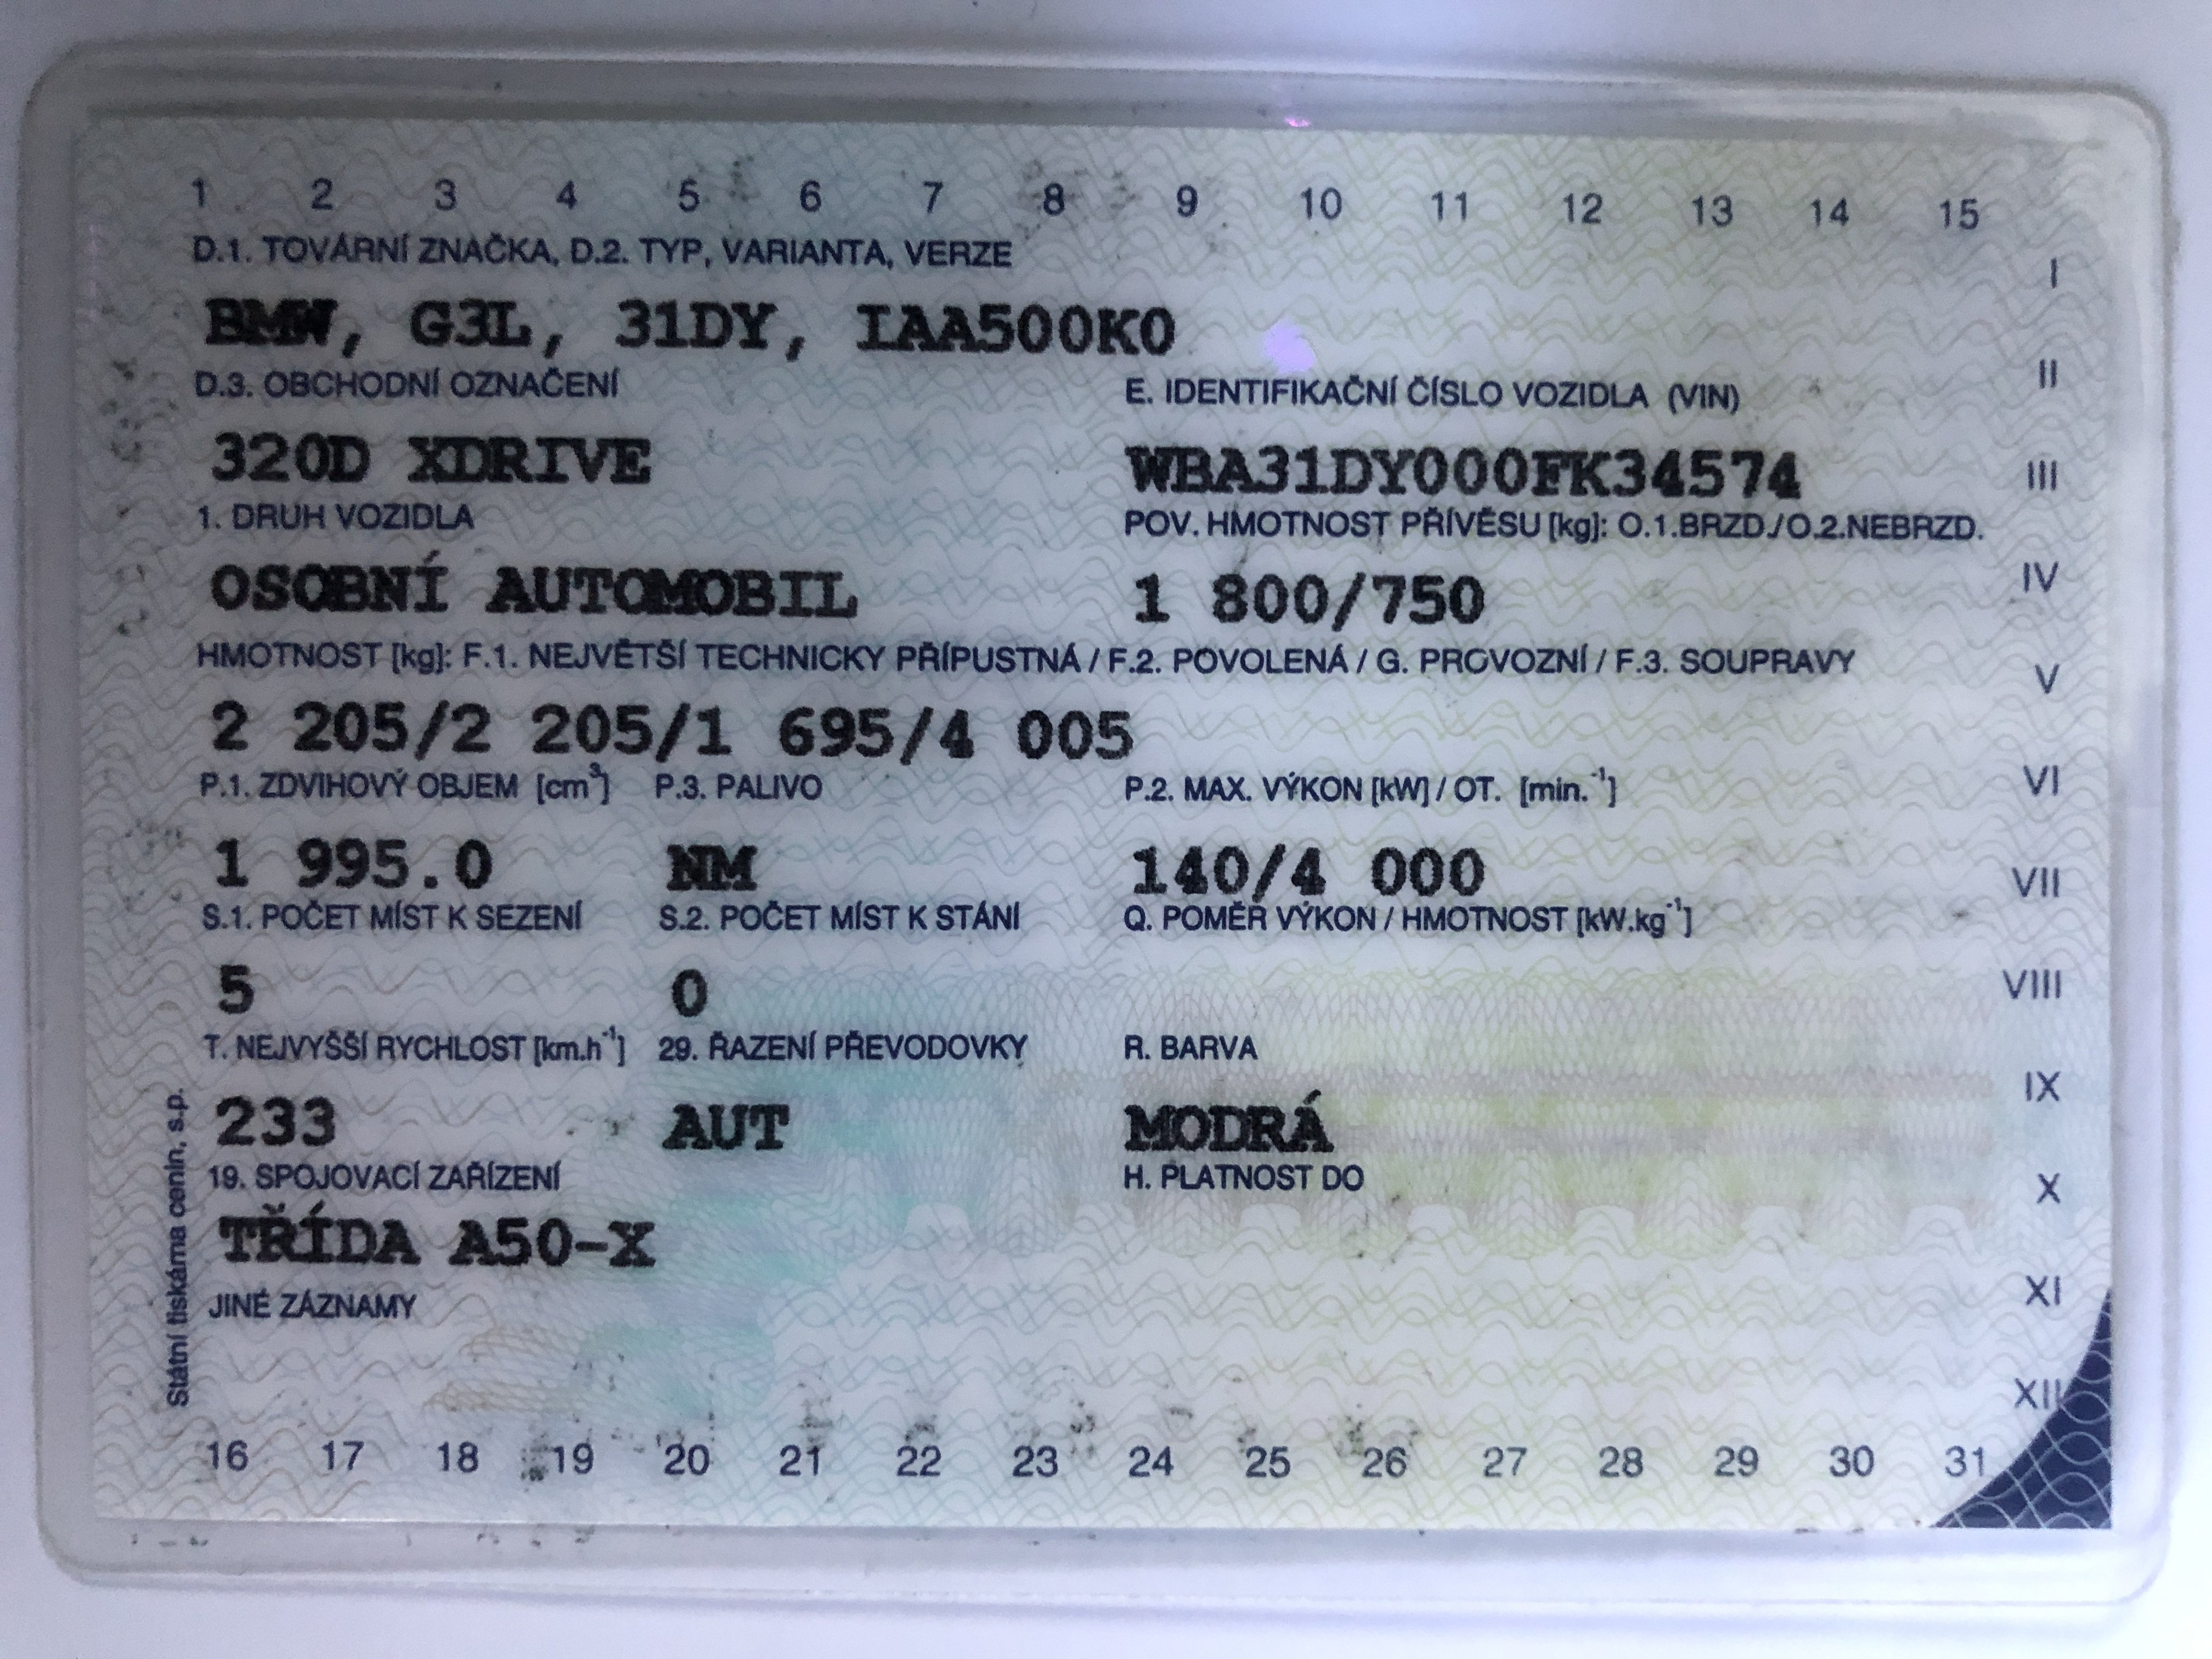 1 2 3 4 5 6 7 8 9 10 11 12 13 14 15
D.1. TOVÁRNÍ ZNAČKA, D.2. TYP, VARIANTA, VERZE
I
BMW, G3L, 31DY, IAA500K0
D.3. OBCHODNÍ OZNAČENÍ E. IDENTIFIKAČNÍ ČÍSLO VOZIDLA (VIN)
II
320D XDRIVE WBA31DY000FK34574
III
1. DRUH VOZIDLA POV. HMOTNOST PŘÍVĚSU [kg]: O.1.BRZD./O.2.NEBRZD.
OSOBNÍ AUTOMOBIL 1 800/750
IV
HMOTNOST [kg]: F.1. NEJVĚTŠÍ TECHNICKY PŘÍPUSTNÁ / F.2. POVOLENÁ / G. PROVOZNÍ / F.3. SOUPRAVY
V
2 205/2 205/1 695/4 005
P.1. ZDVIHOVÝ OBJEM [cm³] P.3. PALIVO P.2. MAX. VÝKON [kW] / OT. [min.⁻¹]
VI
1 995.0 NM 140/4 000
VII
S.1. POČET MÍST K SEZENÍ S.2. POČET MÍST K STÁNÍ Q. POMĚR VÝKON / HMOTNOST [kW.kg⁻¹]
5 0
VIII
T. NEJVYŠŠÍ RYCHLOST [km.h⁻¹] 29. ŘAZENÍ PŘEVODOVKY R. BARVA
IX
233 AUT MODRÁ
19. SPOJOVACÍ ZAŘÍZENÍ H. PLATNOST DO
X
TŘÍDA A50-X
XI
JINÉ ZÁZNAMY
XII
16 17 18 19 20 21 22 23 24 25 26 27 28 29 30 31
Státní tiskárna cenin, s.p.